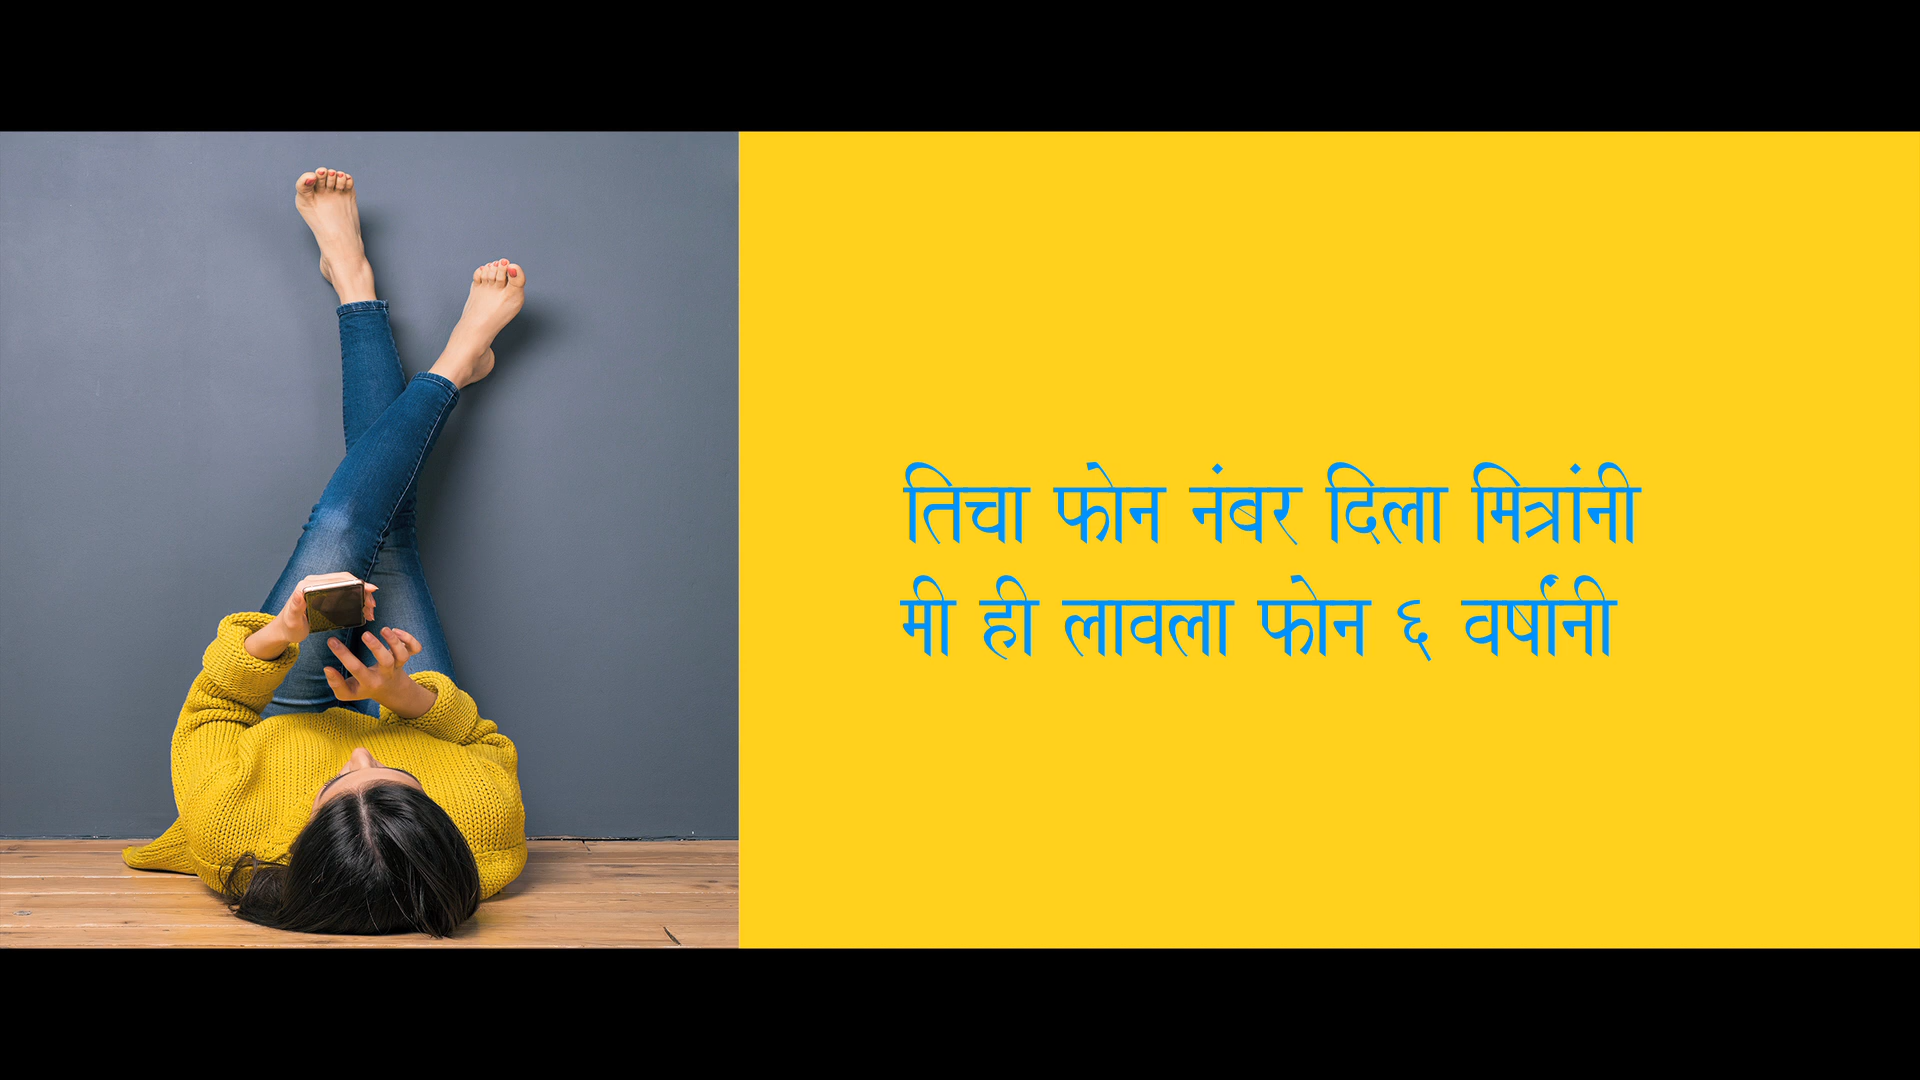 तिचा फोन नंबर दिला मित्रांनी
मी ही लावला फोन ६ वर्षांनी